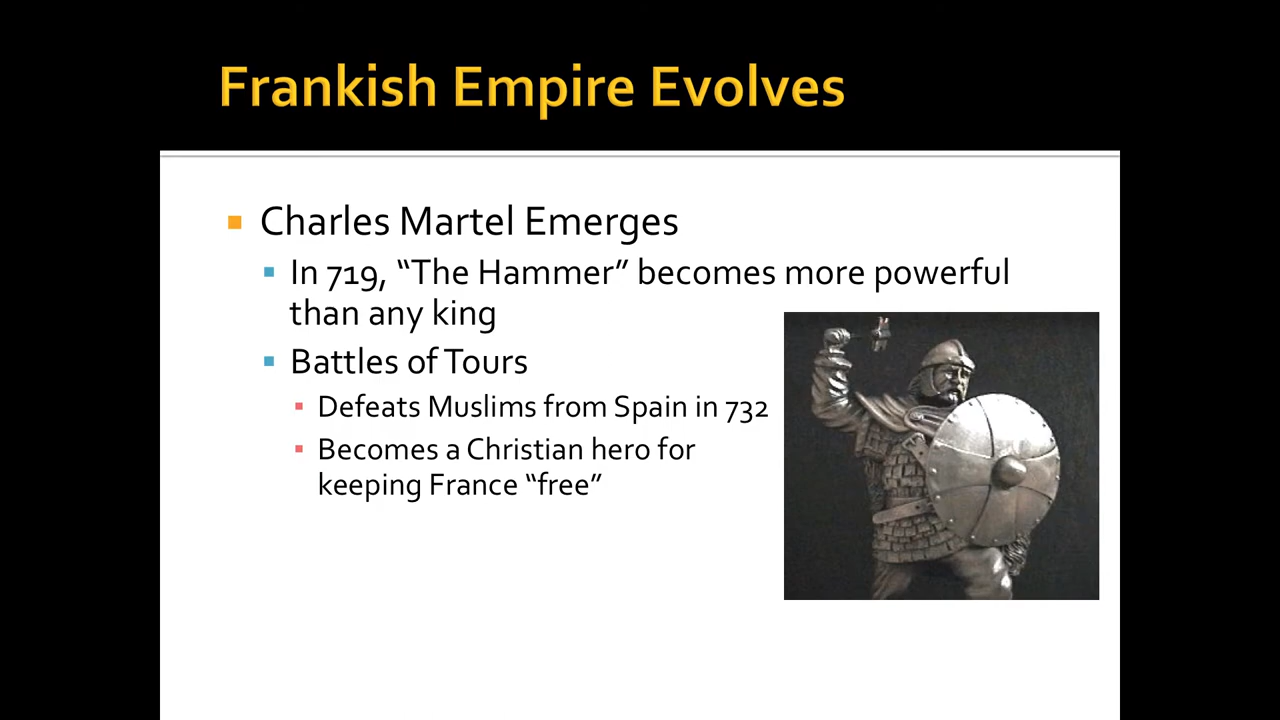 Frankish Empire Evolves
Charles Martel Emerges
In 719, “The Hammer” becomes more powerful
than any king
Battles of Tours
Defeats Muslims from Spain in 732
Becomes a Christian hero for
keeping France “free”